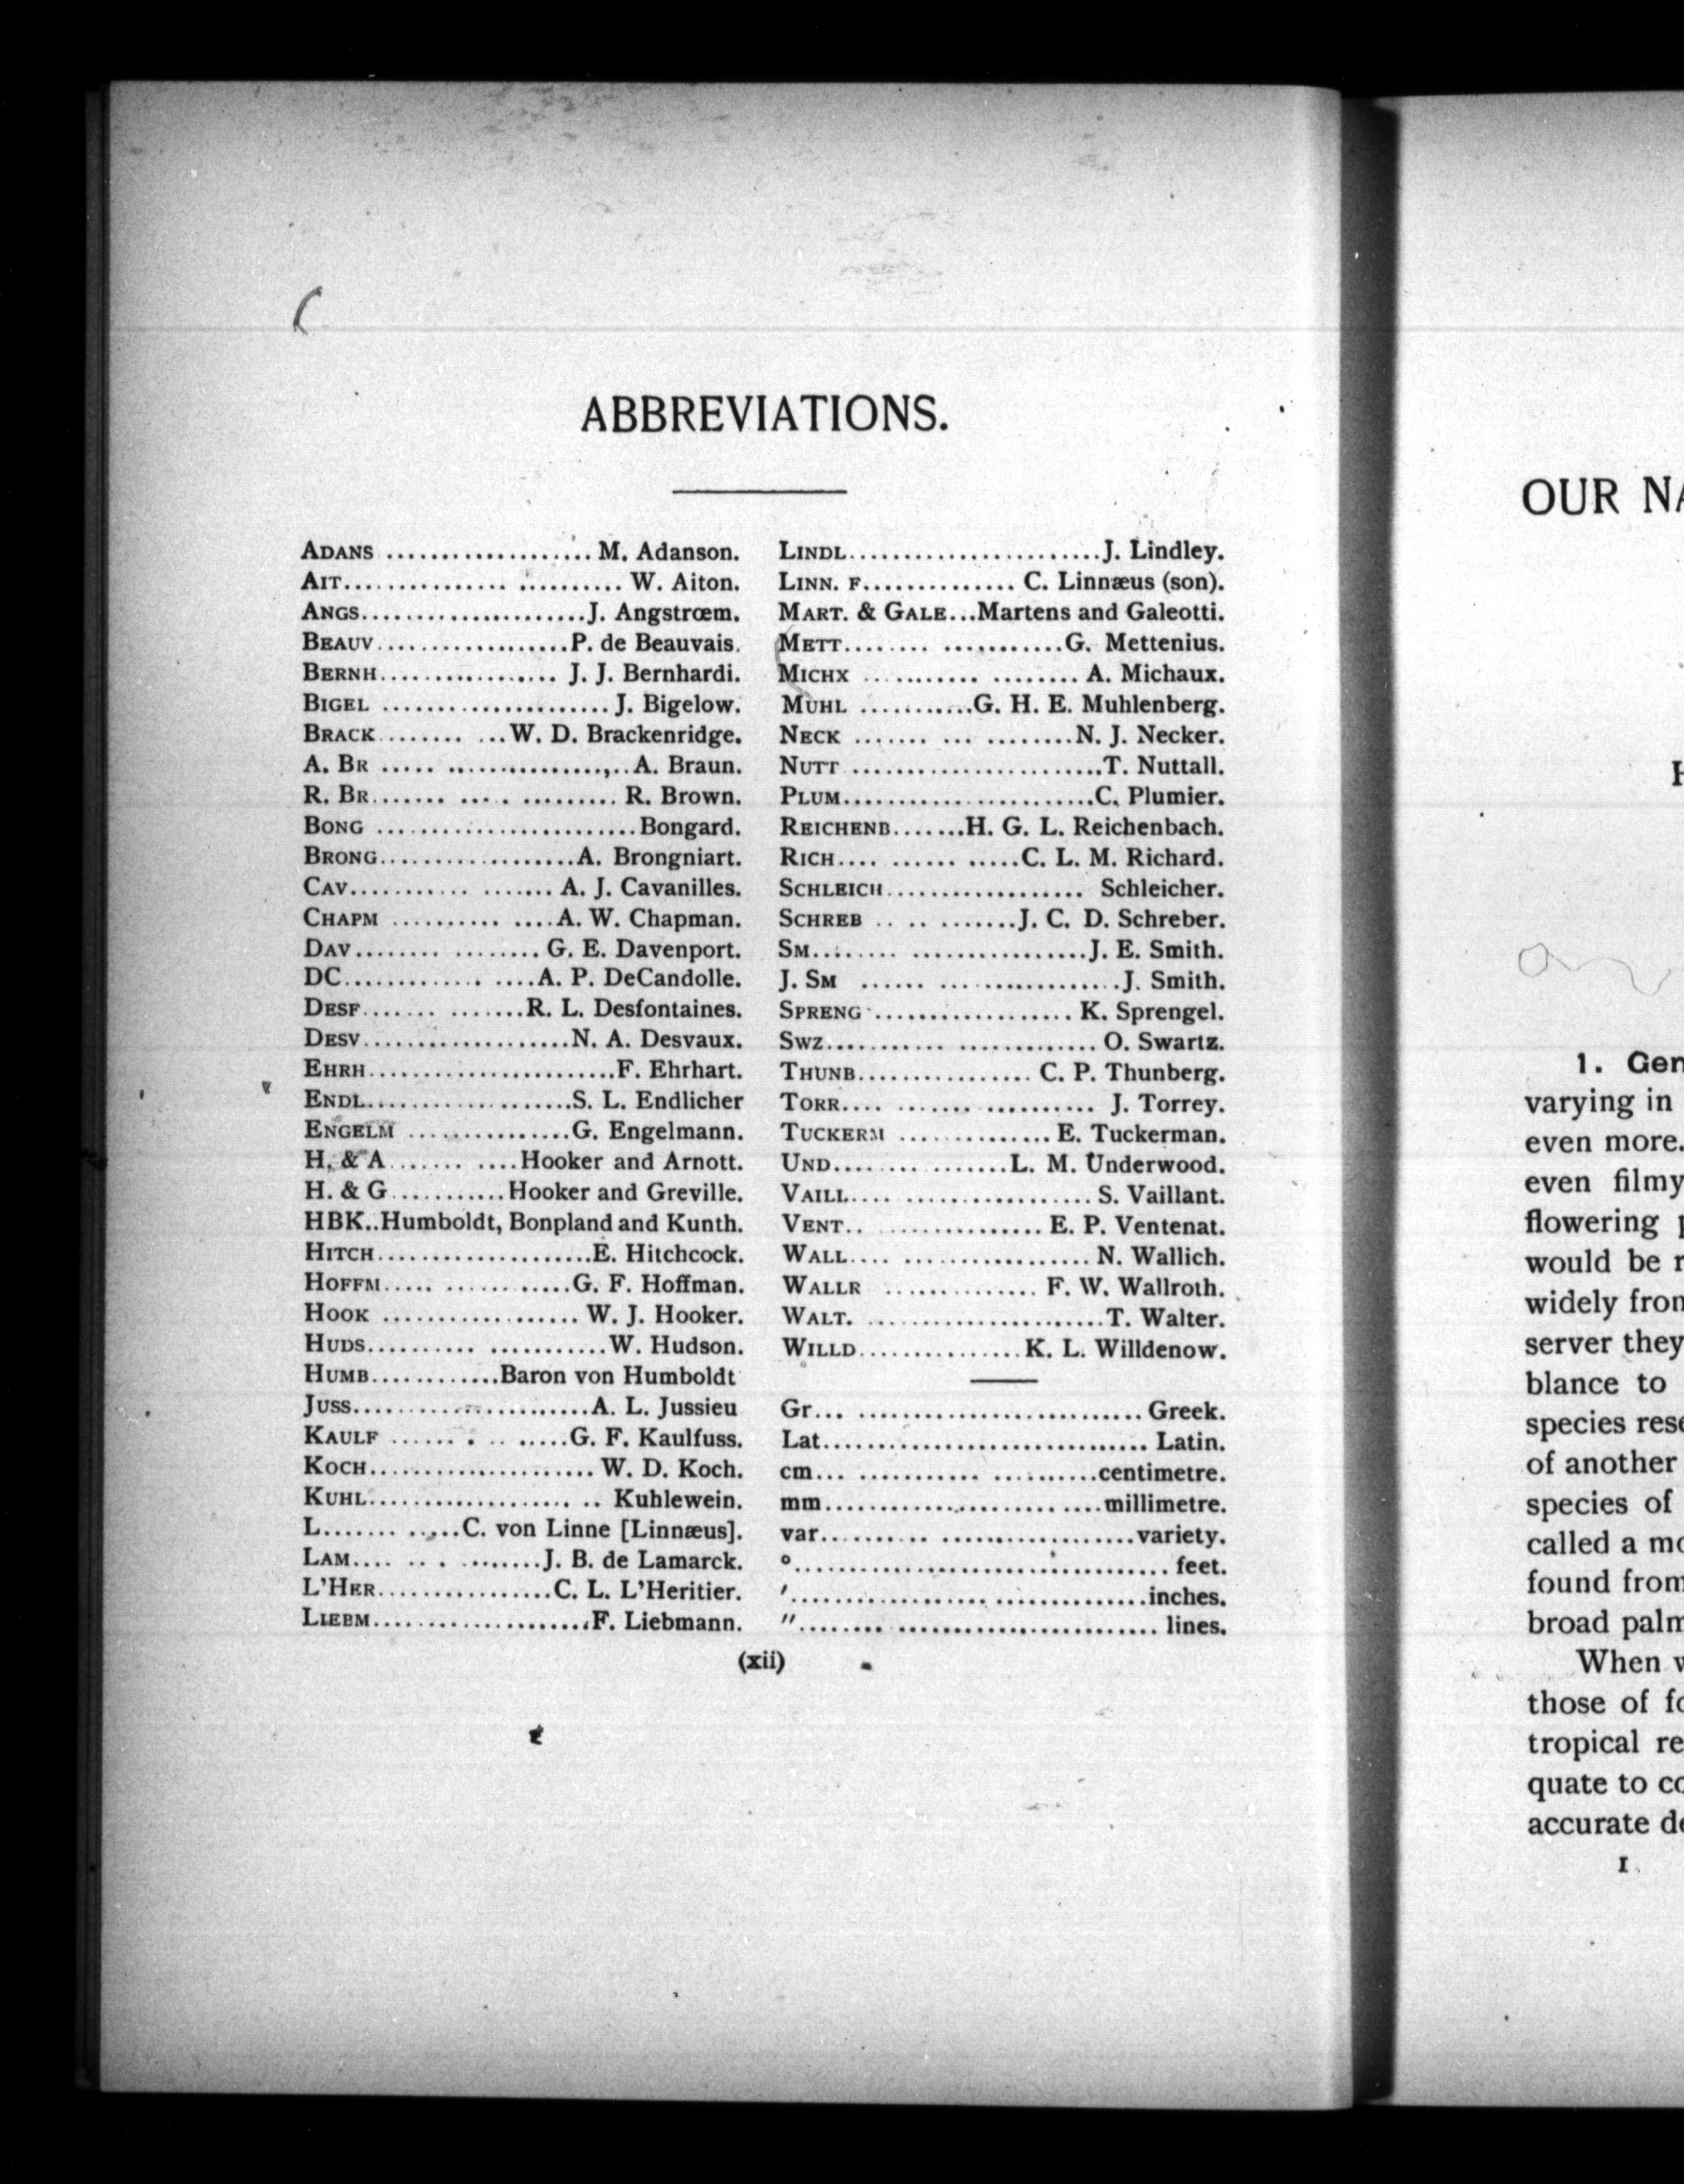 ABBREVIATIONS.
ADANS ................... M. Adanson.
AIT......................... W. Aiton.
ANGS.....................J. Angstrœm.
BEAUV..................P. de Beauvais.
BERNH................ J. J. Bernhardi.
BIGEL ..................... J. Bigelow.
BRACK........ ...W. D. Brackenridge.
A. BR ..... .................. A. Braun.
R. BR....... .... ......... R. Brown.
BONG ........................Bongard.
BRONG..................A. Brongniart.
CAV........... ....... A. J. Cavanilles.
CHAPM .......... ....A. W. Chapman.
DAV........ ........ G. E. Davenport.
DC............. ....A. P. DeCandolle.
DESF....... .......R. L. Desfontaines.
DESV...................N. A. Desvaux.
EHRH.......................F. Ehrhart.
ENDL...................S. L. Endlicher
ENGELM ...............G. Engelmann.
H. & A....... ....Hooker and Arnott.
H. & G...........Hooker and Greville.
HBK..Humboldt, Bonpland and Kunth.
HITCH....................E. Hitchcock.
HOFFM..... ...........G. F. Hoffman.
HOOK .................. W. J. Hooker.
HUDS.......... ...........W. Hudson.
HUMB............Baron von Humboldt
JUSS......................A. L. Jussieu
KAULF ...... . .. .....G. F. Kaulfuss.
KOCH..................... W. D. Koch.
KUHL................... .. Kuhlewein.
L....... .....C. von Linne [Linnæus].
LAM.... .. . .......J. B. de Lamarck.
L'HER................C. L. L'Heritier.
LIEBM....................F. Liebmann.
LINDL.......................J. Lindley.
LINN. F.............. C. Linnæus (son).
MART. & GALE...Martens and Galeotti.
METT........ ...........G. Mettenius.
MICHX ........... ........ A. Michaux.
MUHL ...........G. H. E. Muhlenberg.
NECK ....... ... ........N. J. Necker.
NUTT .......................T. Nuttall.
PLUM.......................C. Plumier.
REICHENB.......H. G. L. Reichenbach.
RICH.... ...... .....C. L. M. Richard.
SCHLEICH.................. Schleicher.
SCHREB .. .. .......J. C. D. Schreber.
SM........ ................J. E. Smith.
J. SM ...... .................J. Smith.
SPRENG .................. K. Sprengel.
SWZ........... ............. O. Swartz.
THUNB................ C. P. Thunberg.
TORR.... ....... .......... J. Torrey.
TUCKERM .............. E. Tuckerman.
UND........ .......L. M. Underwood.
VAILL.... ................. S. Vaillant.
VENT.. ............... E. P. Ventenat.
WALL.... ................. N. Wallich.
WALLR .............. F. W. Wallroth.
WALT. ......................T. Walter.
WILLD...............K. L. Willdenow.
Gr... .......................... Greek.
Lat.............................. Latin.
cm... ........... ..........centimetre.
mm..........................millimetre.
var.......... ..................variety.
°................................... feet.
′.................. ..............inches.
″........ ........................ lines.
(xii)
OUR NA
H
1. Gen
varying in
even more.
even filmy
flowering p
would be r
widely from
server they
blance to
species rese
of another
species of
called a mo
found from
broad palm
When w
those of fo
tropical re
quate to co
accurate de
1